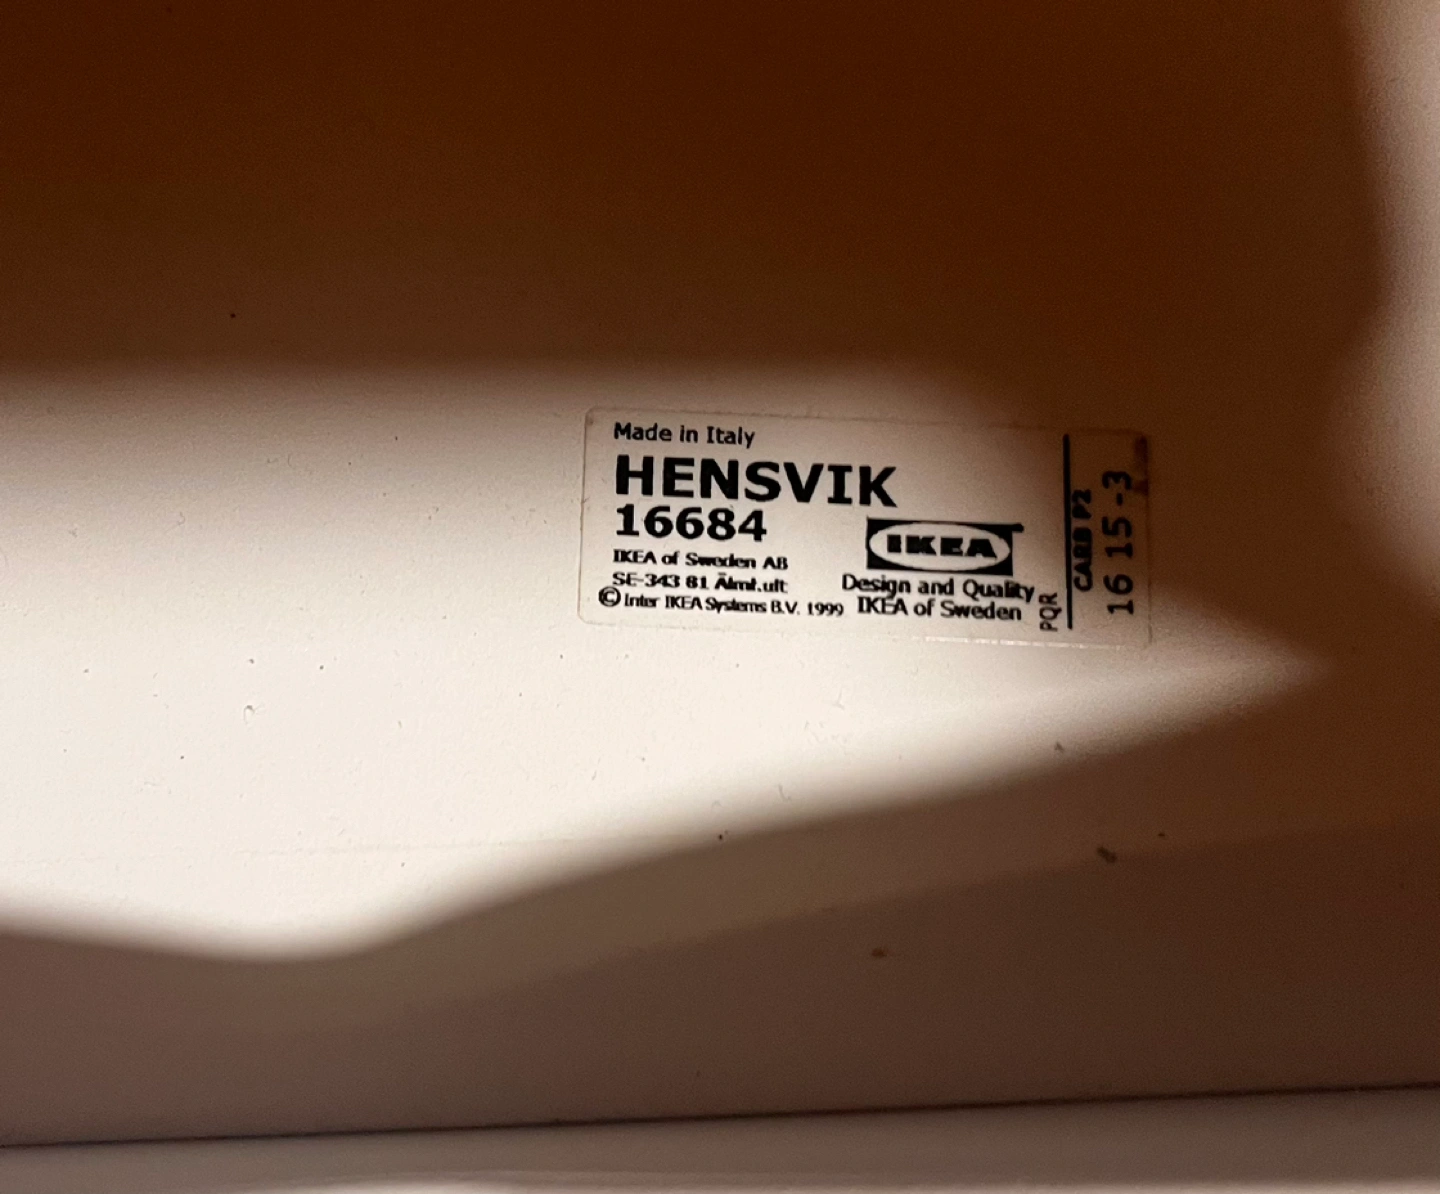 Made in Italy
HENSVIK
16684
IKEA of Sweden AB
SE-343 81 Älmhult
© Inter IKEA Systems B.V. 1999
IKEA
Design and Quality
IKEA of Sweden
PQR
CARB P2
16 15 -3